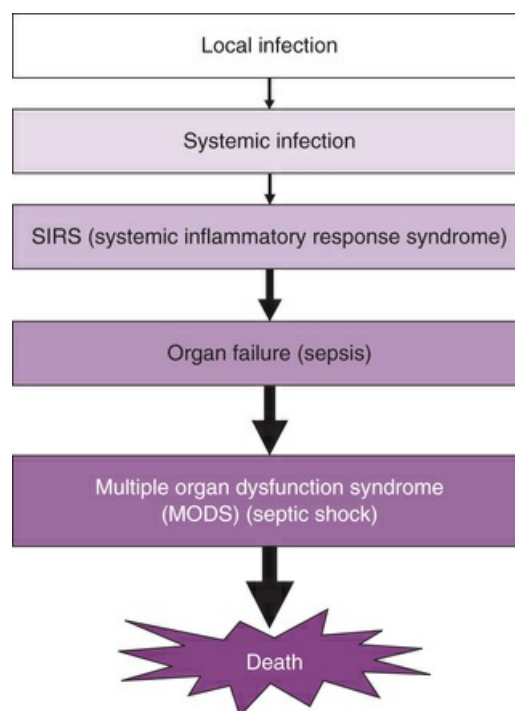 Local infection
Systemic infection
SIRS (systemic inflammatory response syndrome)
Organ failure (sepsis)
Multiple organ dysfunction syndrome
(MODS) (septic shock)
Death